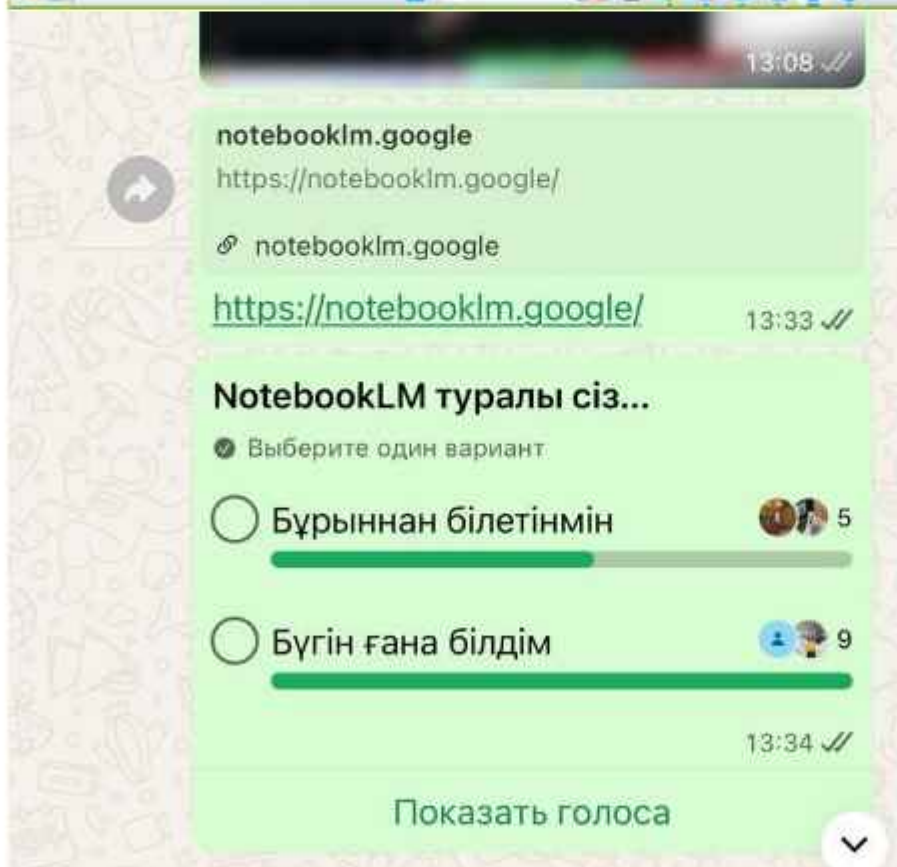 13:08
notebooklm.google
https://notebooklm.google/
notebooklm.google
https://notebooklm.google/ 13:33
NotebookLM туралы сіз...
Выберите один вариант
Бұрыннан білетінмін 5
Бүгін ғана білдім 9
13:34
Показать голоса